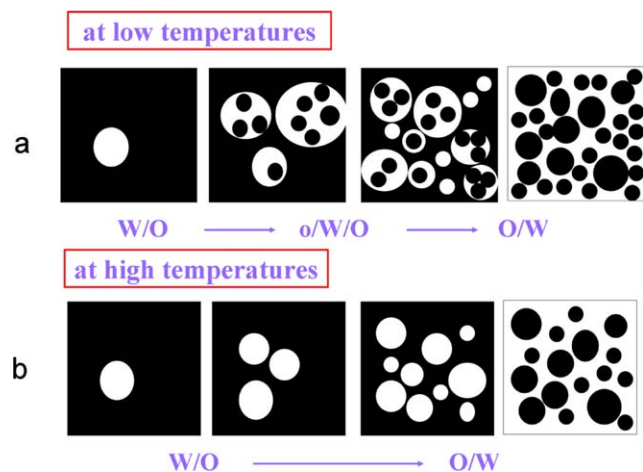 at low temperatures
a
W/O → o/W/O → O/W
at high temperatures
b
W/O → O/W